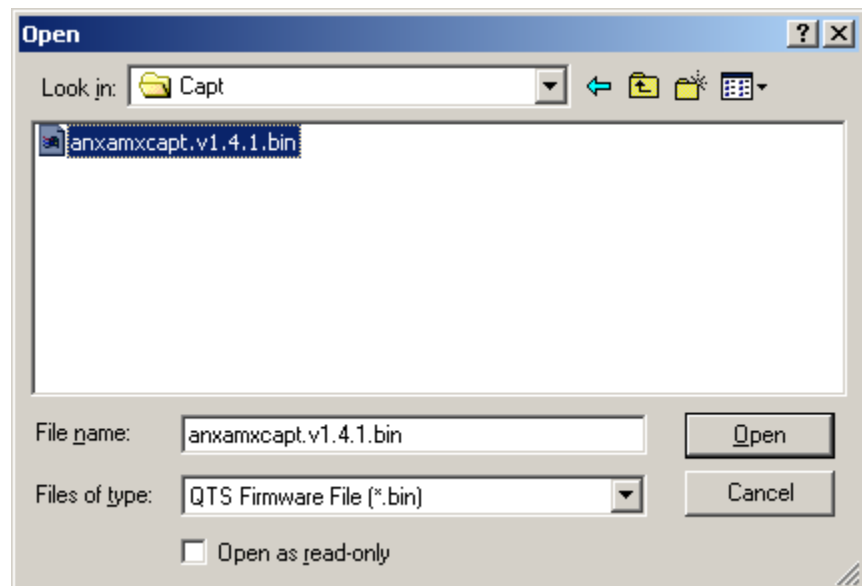 Open
Look in: Capt
anxamxcapt.v1.4.1.bin
File name: anxamxcapt.v1.4.1.bin Open
Files of type: QTS Firmware File (*.bin) Cancel
Open as read-only